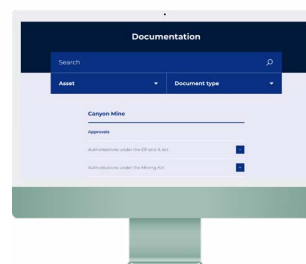 Documentation
Search
Asset
Document type
Canyon Mine
Approvals
Authorisations under the EP and A Act
Authorisations under the Mining Act